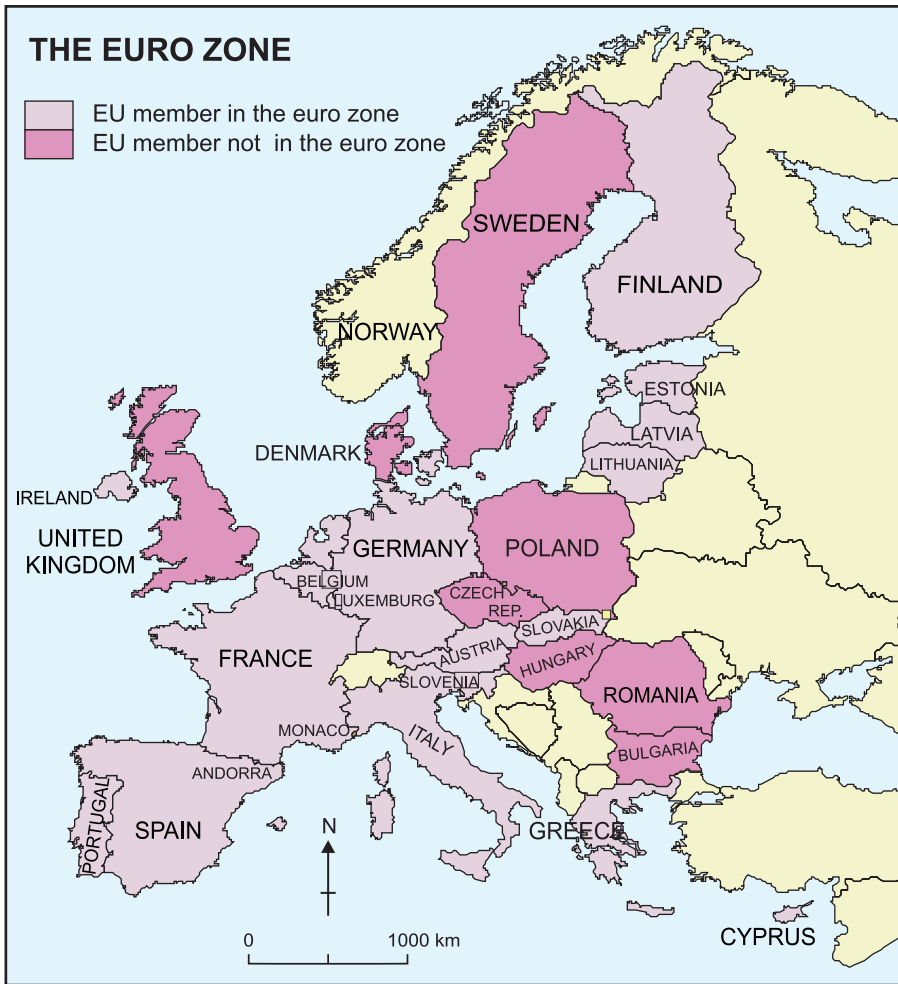 THE EURO ZONE
EU member in the euro zone
EU member not in the euro zone
SWEDEN
FINLAND
NORWAY
ESTONIA
LATVIA
LITHUANIA
DENMARK
IRELAND
UNITED
KINGDOM
GERMANY
POLAND
BELGIUM
LUXEMBURG
CZECH
REP.
SLOVAKIA
AUSTRIA
HUNGARY
FRANCE
SLOVENIA
ROMANIA
MONACO
ITALY
BULGARIA
ANDORRA
PORTUGAL
SPAIN
GREECE
N
CYPRUS
0 1000 km